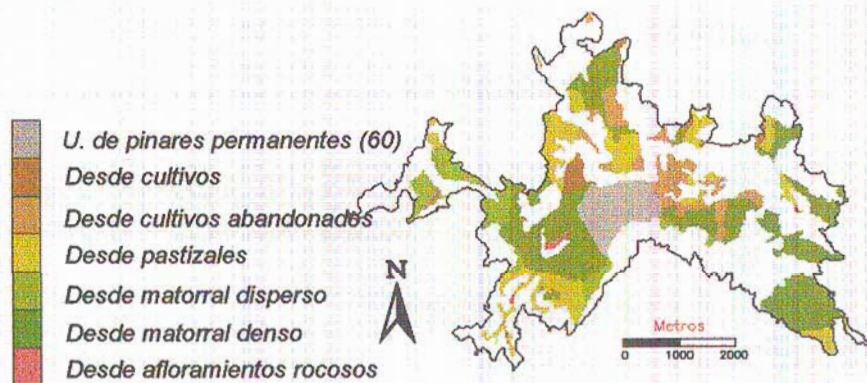 U. de pinares permanentes (60)
Desde cultivos
Desde cultivos abandonados
Desde pastizales
Desde matorral disperso
Desde matorral denso
Desde afloramientos rocosos
N
Metros
0 1000 2000